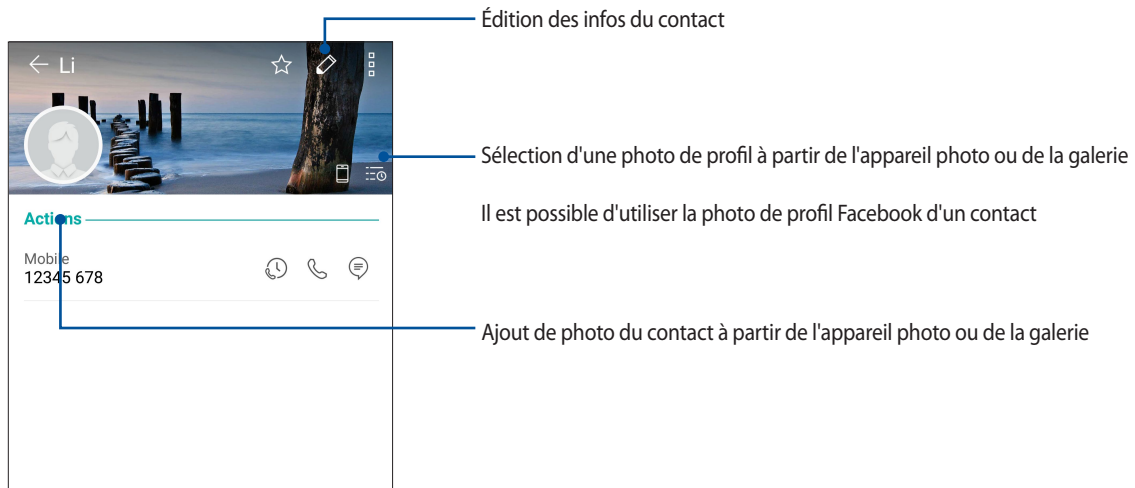 Édition des infos du contact
Li
Sélection d'une photo de profil à partir de l'appareil photo ou de la galerie
Il est possible d'utiliser la photo de profil Facebook d'un contact
Actions
Mobile
12345 678
Ajout de photo du contact à partir de l'appareil photo ou de la galerie